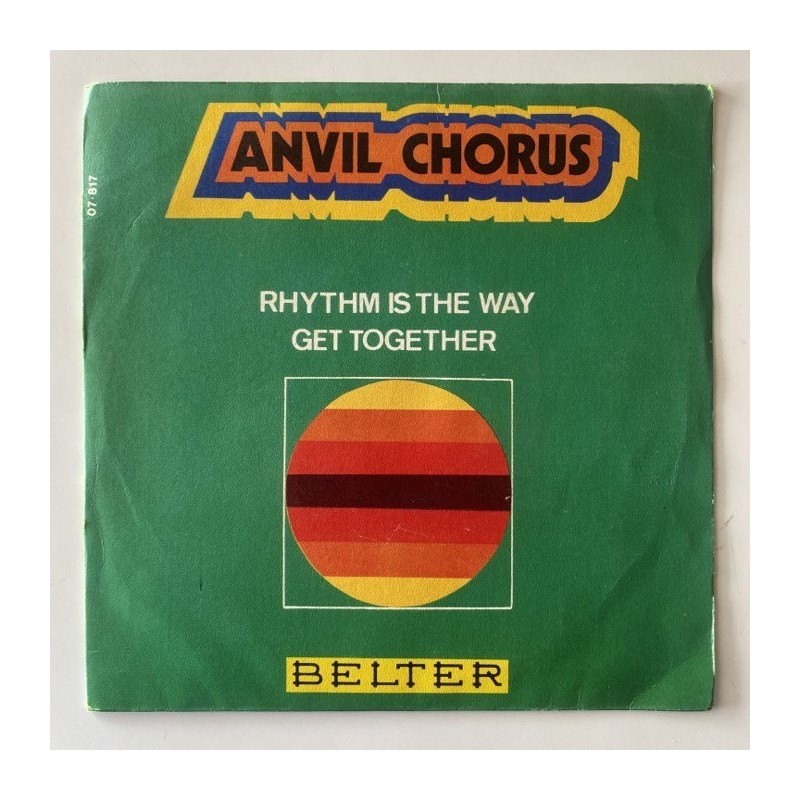 ANVIL CHORUS
07·817
RHYTHM IS THE WAY
GET TOGETHER
BELTER